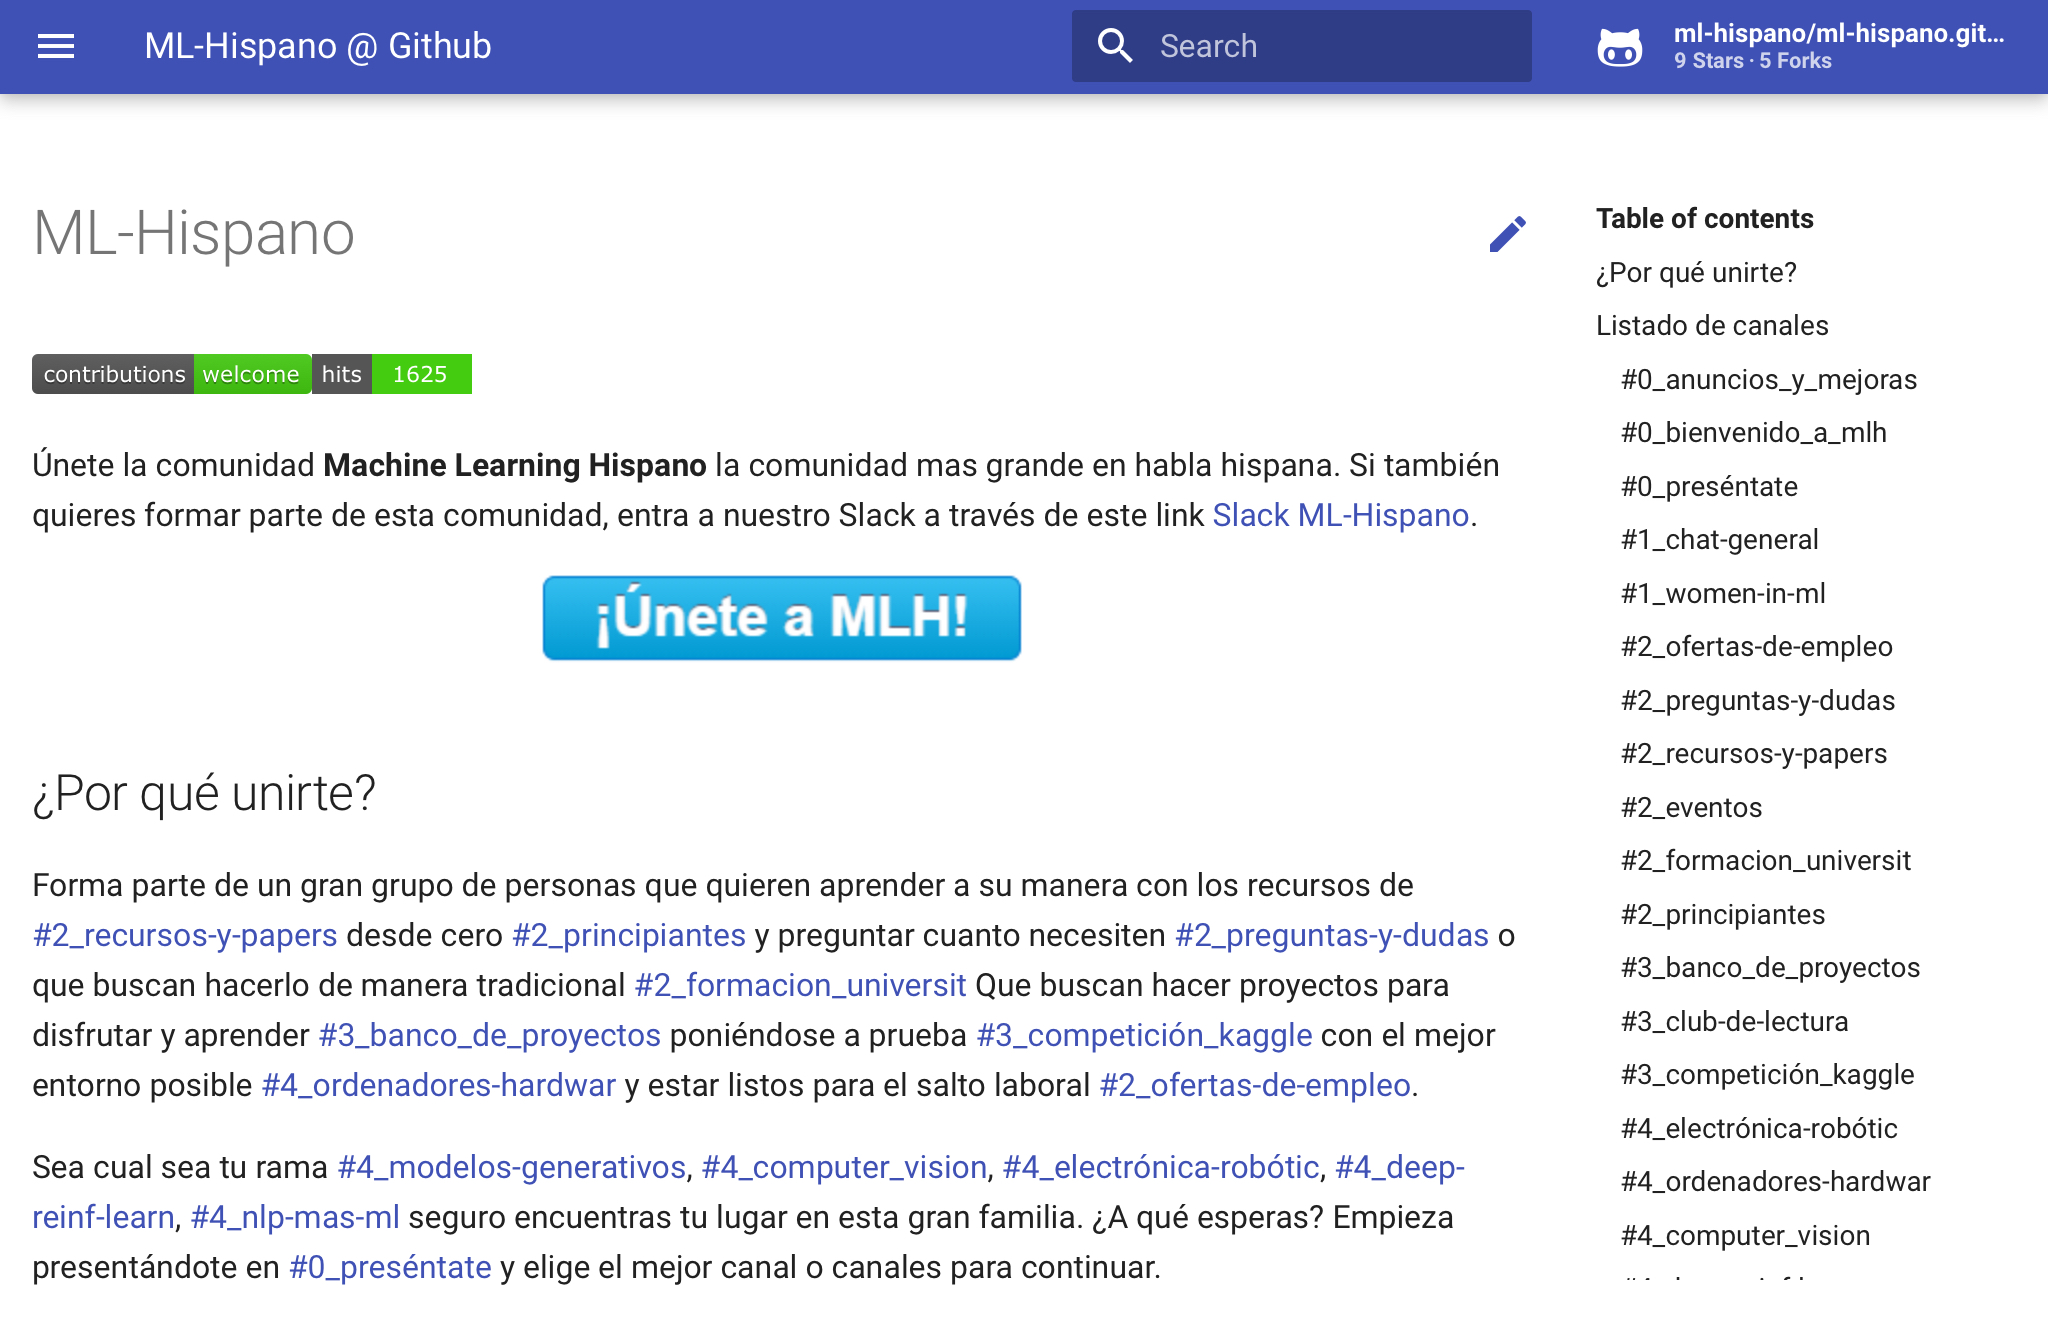 ML-Hispano @ Github
Search
ml-hispano/ml-hispano.git...
9 Stars · 5 Forks
ML-Hispano
contributions welcome hits 1625
Únete la comunidad Machine Learning Hispano la comunidad mas grande en habla hispana. Si también
quieres formar parte de esta comunidad, entra a nuestro Slack a través de este link Slack ML-Hispano.
¡Únete a MLH!
¿Por qué unirte?
Forma parte de un gran grupo de personas que quieren aprender a su manera con los recursos de
#2_recursos-y-papers desde cero #2_principiantes y preguntar cuanto necesiten #2_preguntas-y-dudas o
que buscan hacerlo de manera tradicional #2_formacion_universit Que buscan hacer proyectos para
disfrutar y aprender #3_banco_de_proyectos poniéndose a prueba #3_competición_kaggle con el mejor
entorno posible #4_ordenadores-hardwar y estar listos para el salto laboral #2_ofertas-de-empleo.
Sea cual sea tu rama #4_modelos-generativos, #4_computer_vision, #4_electrónica-robótic, #4_deep-
reinf-learn, #4_nlp-mas-ml seguro encuentras tu lugar en esta gran familia. ¿A qué esperas? Empieza
presentándote en #0_preséntate y elige el mejor canal o canales para continuar.
Table of contents
¿Por qué unirte?
Listado de canales
#0_anuncios_y_mejoras
#0_bienvenido_a_mlh
#0_preséntate
#1_chat-general
#1_women-in-ml
#2_ofertas-de-empleo
#2_preguntas-y-dudas
#2_recursos-y-papers
#2_eventos
#2_formacion_universit
#2_principiantes
#3_banco_de_proyectos
#3_club-de-lectura
#3_competición_kaggle
#4_electrónica-robótic
#4_ordenadores-hardwar
#4_computer_vision